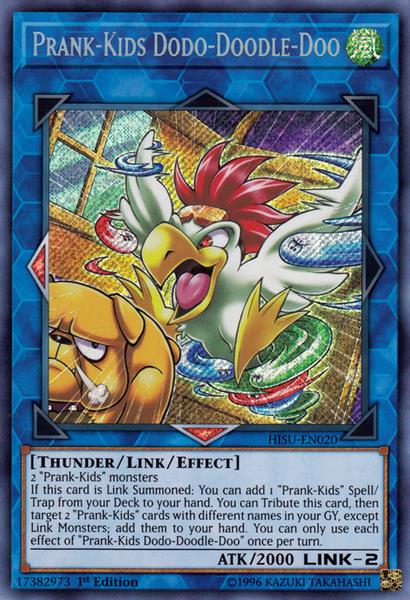 PRANK-KIDS DODO-DOODLE-DOO 風
HISU-EN020
[THUNDER/LINK/EFFECT]
2 "Prank-Kids" monsters
If this card is Link Summoned: You can add 1 "Prank-Kids" Spell/
Trap from your Deck to your hand. You can Tribute this card, then
target 2 "Prank-Kids" cards with different names in your GY, except
Link Monsters; add them to your hand. You can only use each
effect of "Prank-Kids Dodo-Doodle-Doo" once per turn.
ATK/2000 LINK-2
17382973 1st Edition ©1996 KAZUKI TAKAHASHI